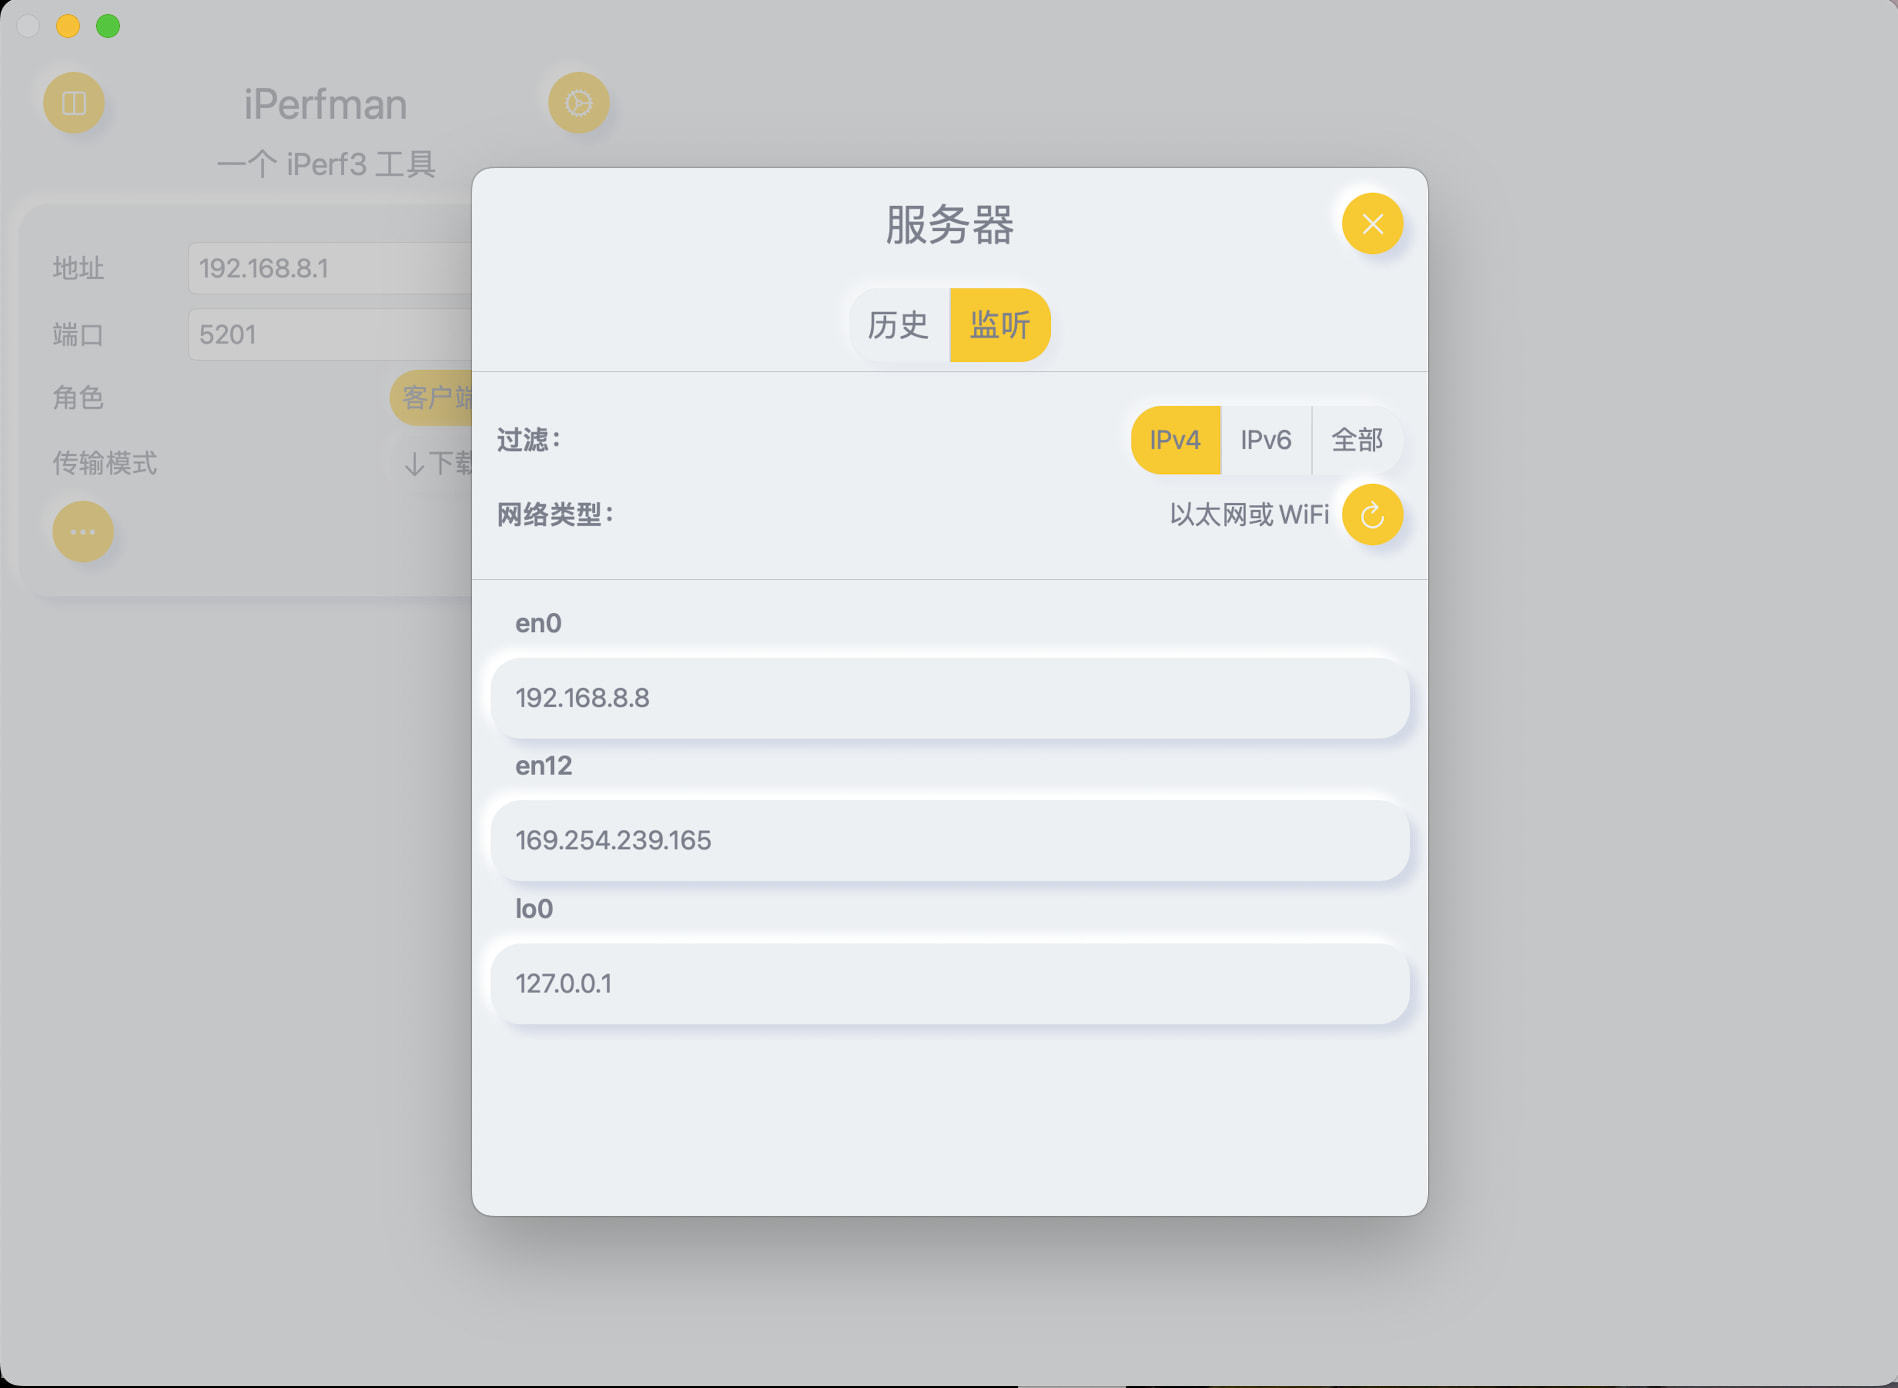 iPerfman
一个 iPerf3 工具
地址
192.168.8.1
端口
5201
角色
客户端
传输模式
↓下载
服务器
历史
监听
过滤：
IPv4
IPv6
全部
网络类型：
以太网或 WiFi
en0
192.168.8.8
en12
169.254.239.165
lo0
127.0.0.1